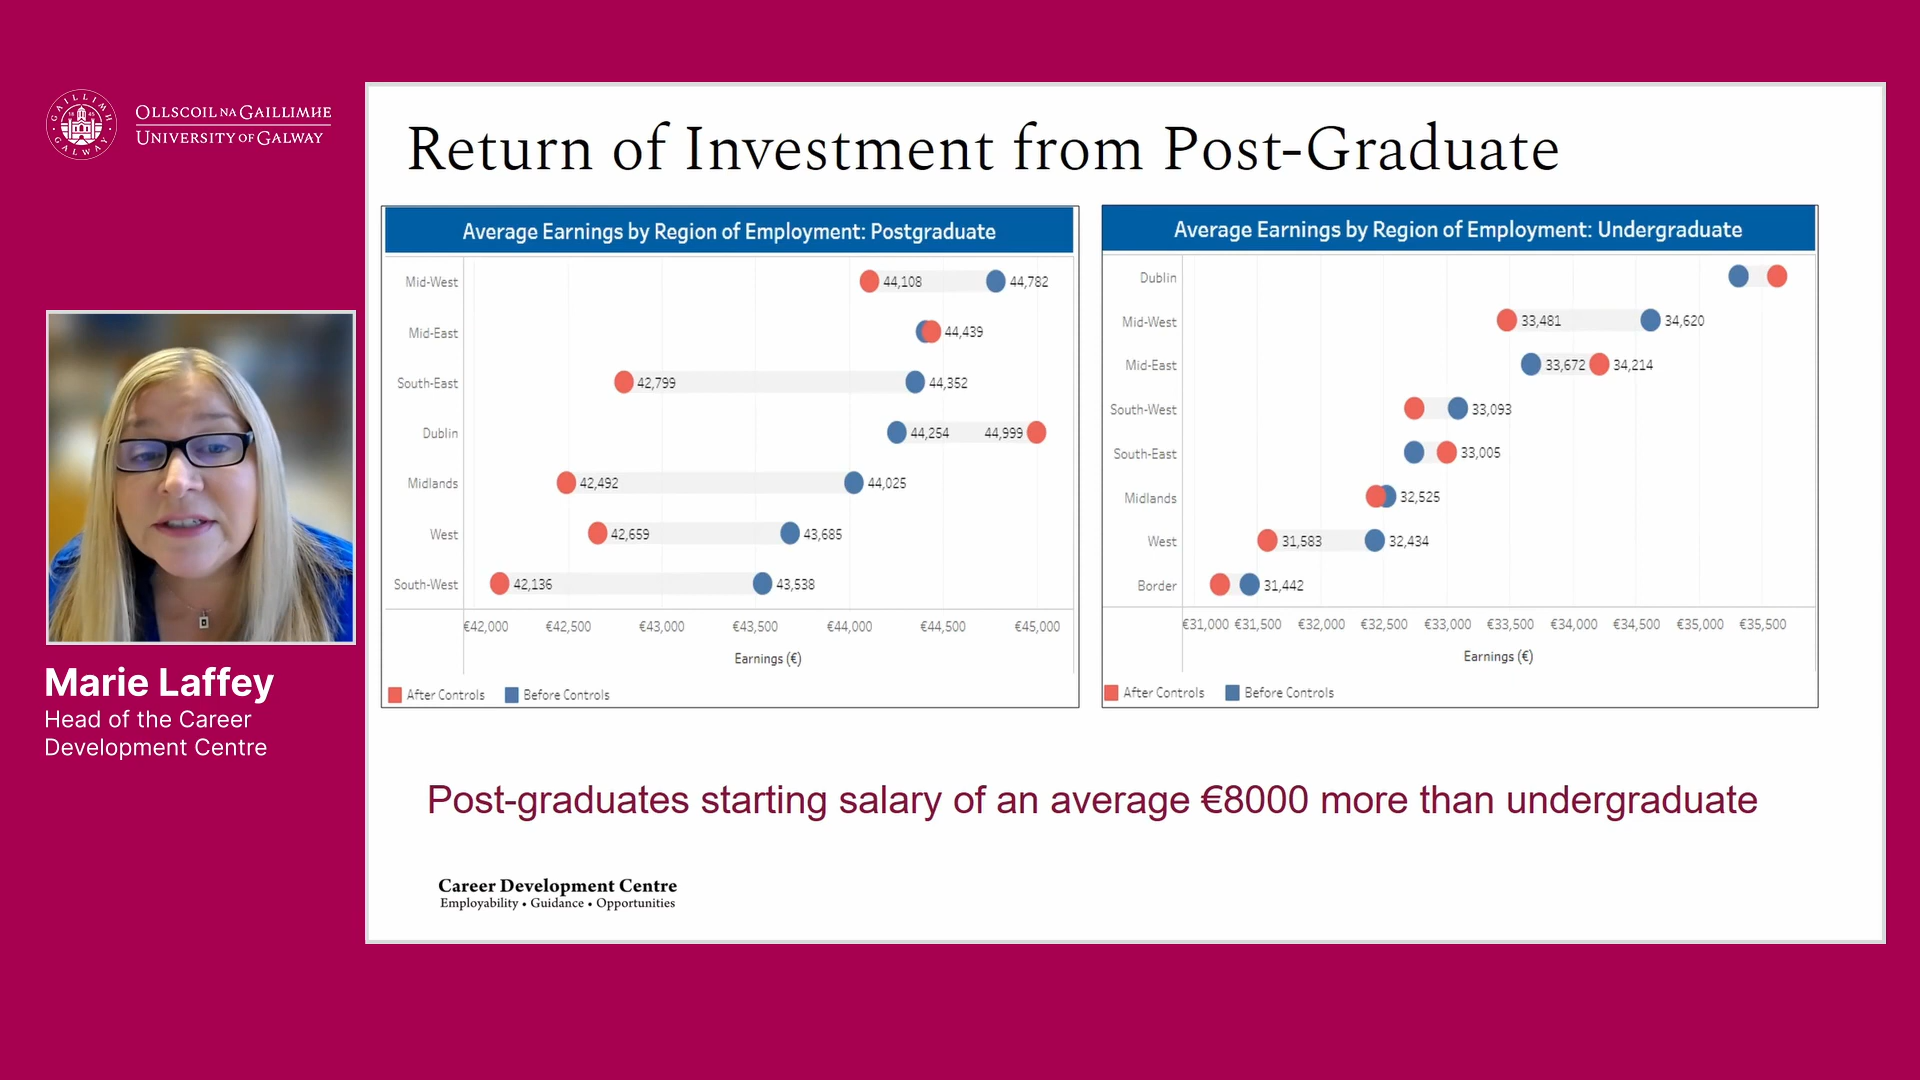 OLLSCOIL NA GAILLIMHE
UNIVERSITY OF GALWAY
GAILLIMH
1845
GALWAY
Marie Laffey
Head of the Career
Development Centre
Return of Investment from Post-Graduate
Average Earnings by Region of Employment: Postgraduate
Mid-West 44,108 44,782
Mid-East 44,439
South-East 42,799 44,352
Dublin 44,254 44,999
Midlands 42,492 44,025
West 42,659 43,685
South-West 42,136 43,538
€42,000 €42,500 €43,000 €43,500 €44,000 €44,500 €45,000
Earnings (€)
After Controls Before Controls
Average Earnings by Region of Employment: Undergraduate
Dublin
Mid-West 33,481 34,620
Mid-East 33,672 34,214
South-West 33,093
South-East 33,005
Midlands 32,525
West 31,583 32,434
Border 31,442
€31,000 €31,500 €32,000 €32,500 €33,000 €33,500 €34,000 €34,500 €35,000 €35,500
Earnings (€)
After Controls Before Controls
Post-graduates starting salary of an average €8000 more than undergraduate
Career Development Centre
Employability • Guidance • Opportunities